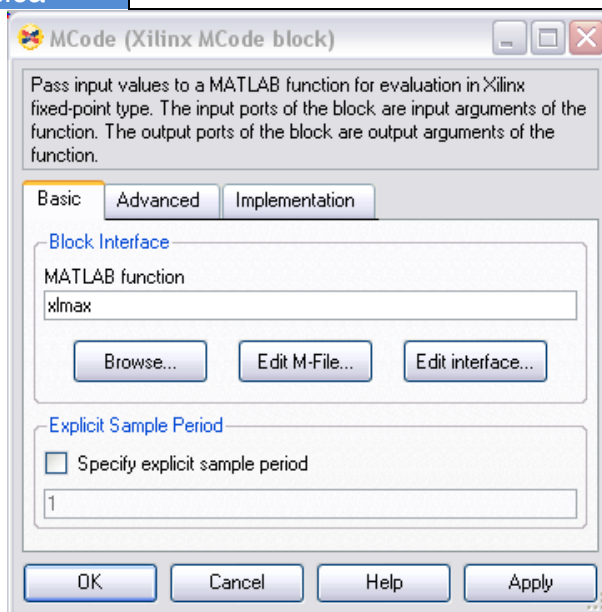 MCode (Xilinx MCode block)
Pass input values to a MATLAB function for evaluation in Xilinx
fixed-point type. The input ports of the block are input arguments of the
function. The output ports of the block are output arguments of the
function.
Basic Advanced Implementation
Block Interface
MATLAB function
xlmax
Browse... Edit M-File... Edit interface...
Explicit Sample Period
Specify explicit sample period
1
OK Cancel Help Apply